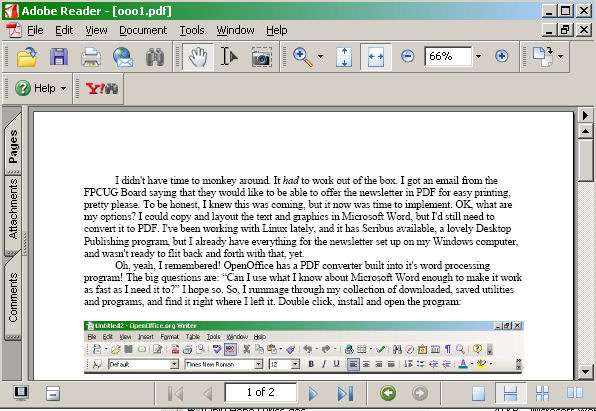 Adobe Reader - [ooo1.pdf]
File Edit View Document Tools Window Help
66%
Help Y!
Pages
Attachments
Comments
I didn't have time to monkey around. It had to work out of the box. I got an email from the
FPCUG Board saying that they would like to be able to offer the newsletter in PDF for easy printing,
pretty please. To be honest, I knew this was coming, but it now was time to implement. OK, what are
my options? I could copy and layout the text and graphics in Microsoft Word, but I'd still need to
convert it to PDF. I've been working with Linux lately, and it has Scribus available, a lovely Desktop
Publishing program, but I already have everything for the newsletter set up on my Windows computer,
and wasn't ready to flit back and forth with that, yet.
Oh, yeah, I remembered! OpenOffice has a PDF converter built into it's word processing
program! The big questions are: “Can I use what I know about Microsoft Word enough to make it work
as fast as I need it to?” I hope so. So, I rummage through my collection of downloaded, saved utilities
and programs, and find it right where I left it. Double click, install and open the program:
Untitled2 - OpenOffice.org Writer
File Edit View Insert Format Table Tools Window Help
Default Times New Roman 12 B I U
1 of 2